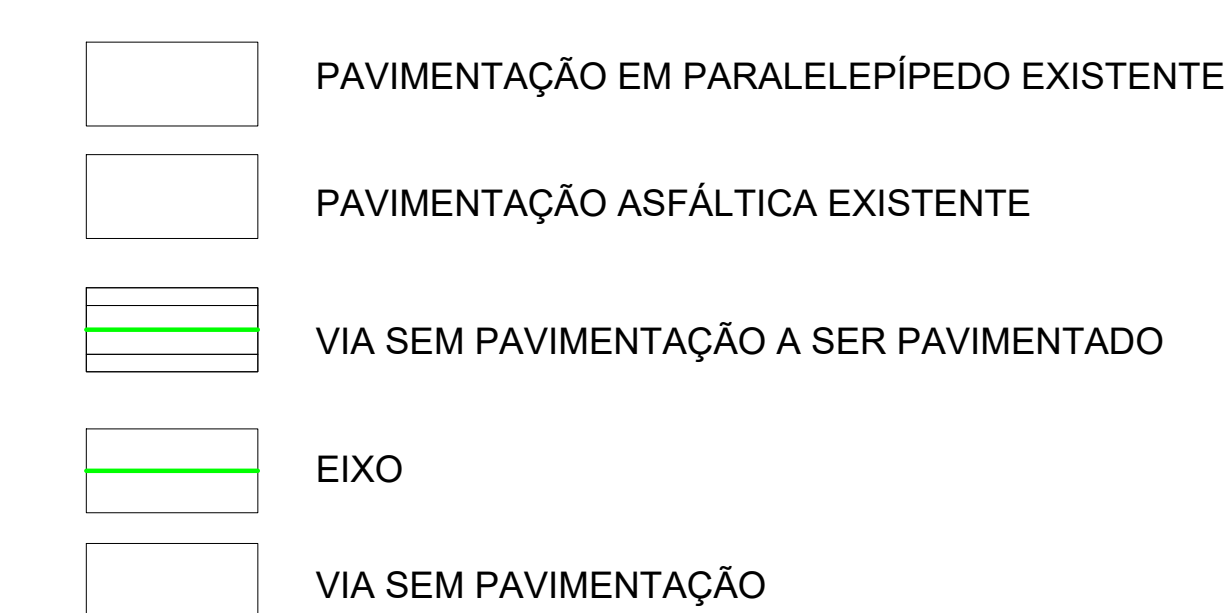 PAVIMENTAÇÃO EM PARALELEPÍPEDO EXISTENTE
PAVIMENTAÇÃO ASFÁLTICA EXISTENTE
VIA SEM PAVIMENTAÇÃO A SER PAVIMENTADO
EIXO
VIA SEM PAVIMENTAÇÃO